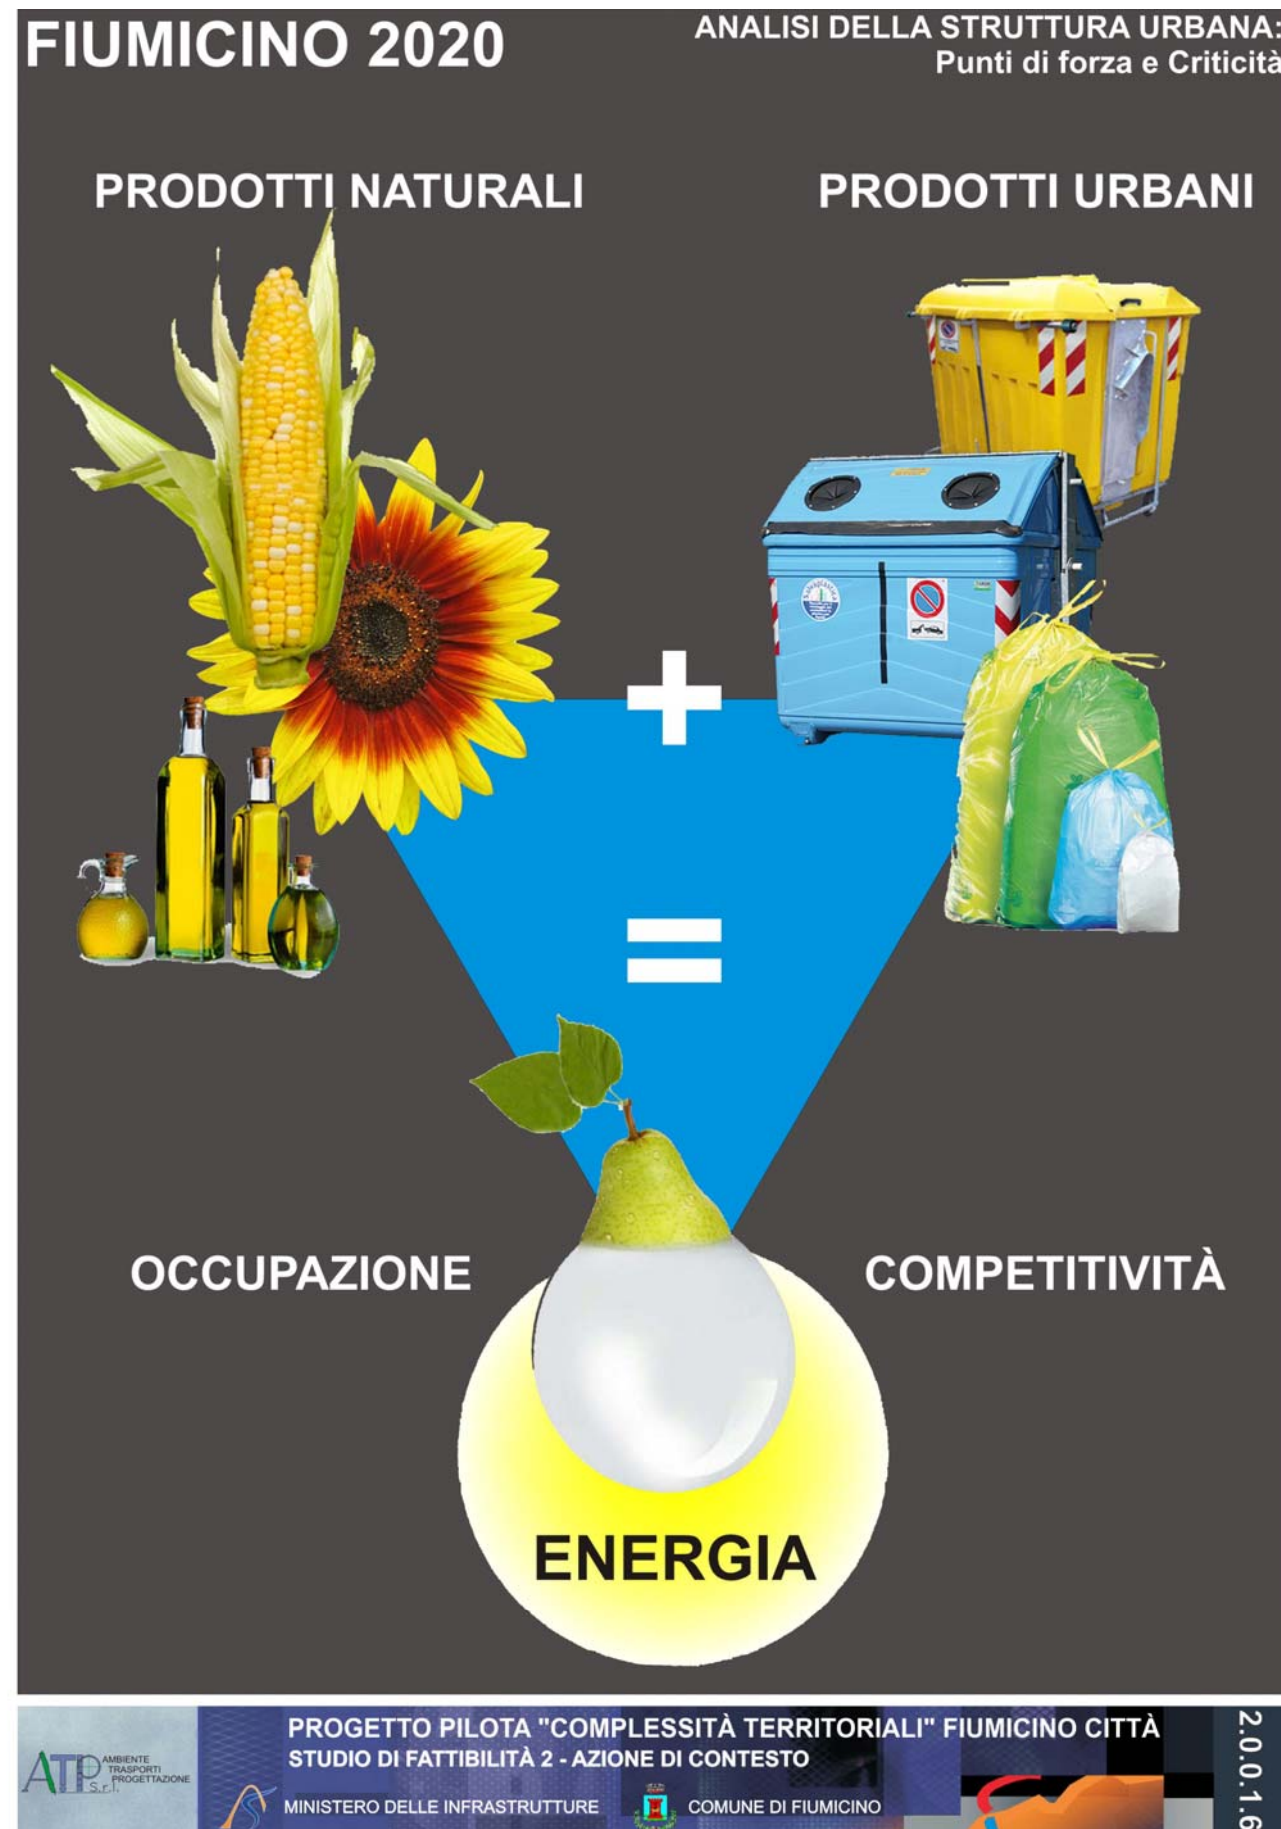 FIUMICINO 2020
ANALISI DELLA STRUTTURA URBANA:
Punti di forza e Criticità
PRODOTTI NATURALI
PRODOTTI URBANI
+
=
OCCUPAZIONE
COMPETITIVITÀ
ENERGIA
ATP S.r.l.
AMBIENTE
TRASPORTI
PROGETTAZIONE
PROGETTO PILOTA "COMPLESSITÀ TERRITORIALI" FIUMICINO CITTÀ
STUDIO DI FATTIBILITÀ 2 - AZIONE DI CONTESTO
MINISTERO DELLE INFRASTRUTTURE
COMUNE DI FIUMICINO
2.0.0.1.6